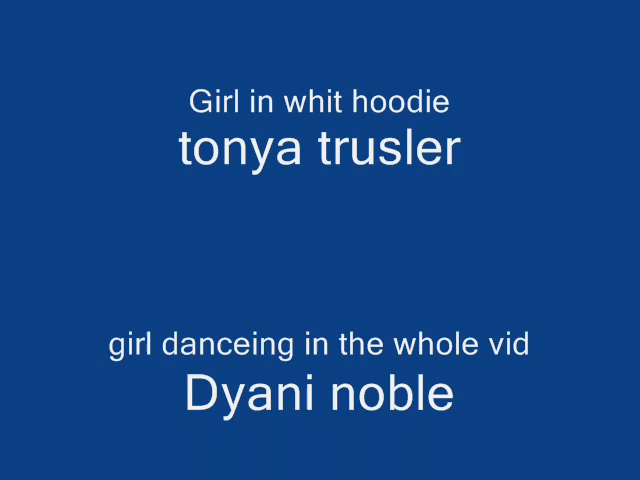 Girl in whit hoodie
tonya trusler
girl danceing in the whole vid
Dyani noble